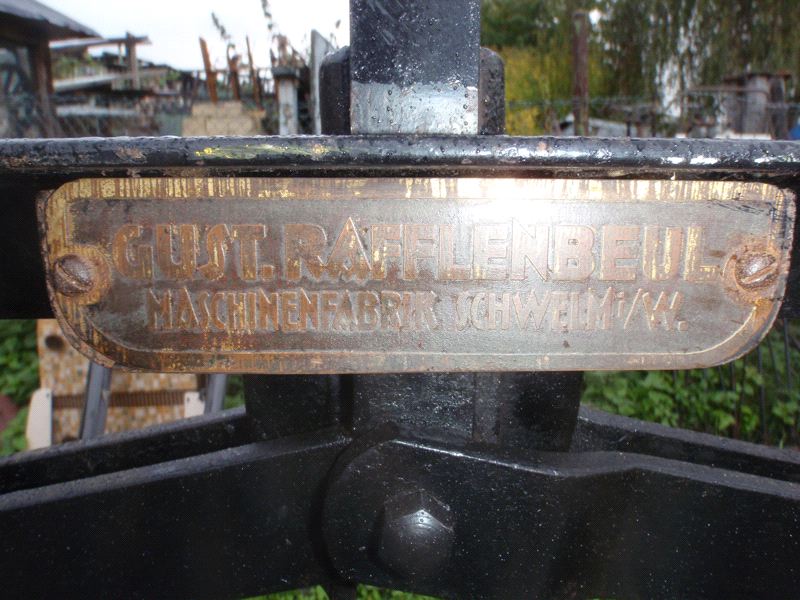 GUST. RAFFLENBEUL
MASCHINENFABRIK SCHWELM i/W.